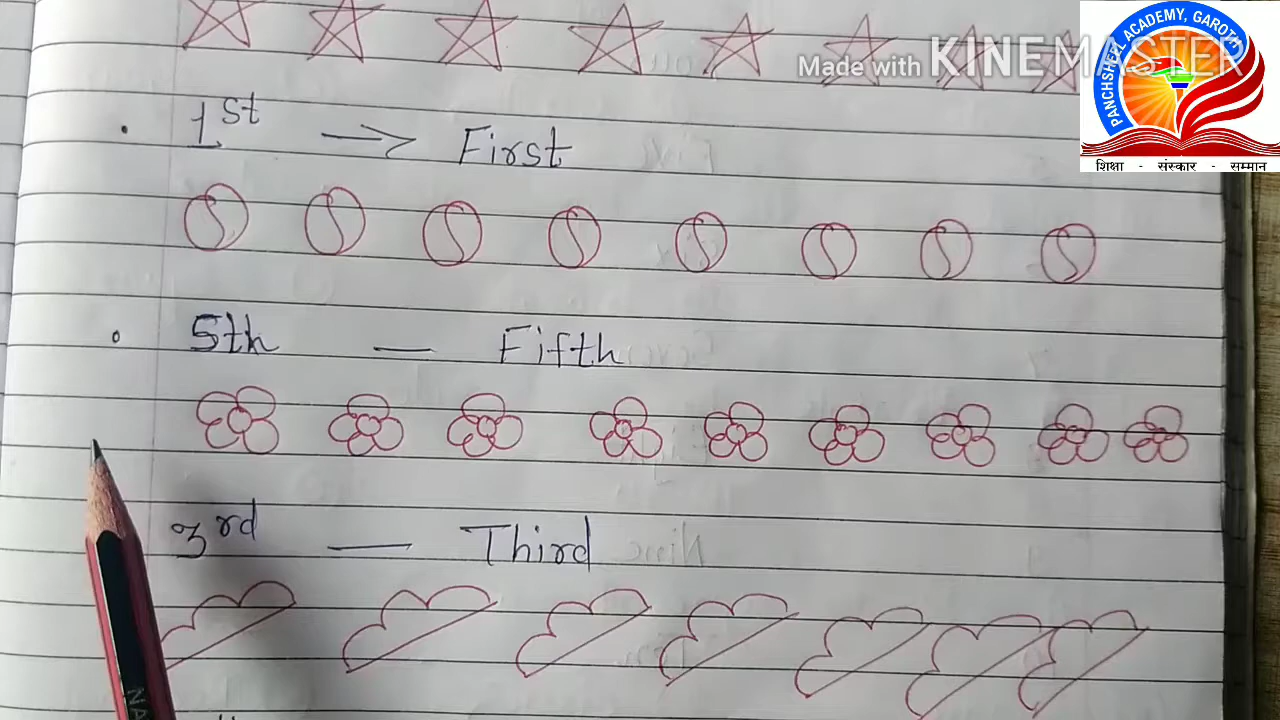 Made with KINEMASTER
PANCHSHEEL ACADEMY, GAROTH
शिक्षा - संस्कार - सम्मान
1st → First
5th — Fifth
3rd — Third